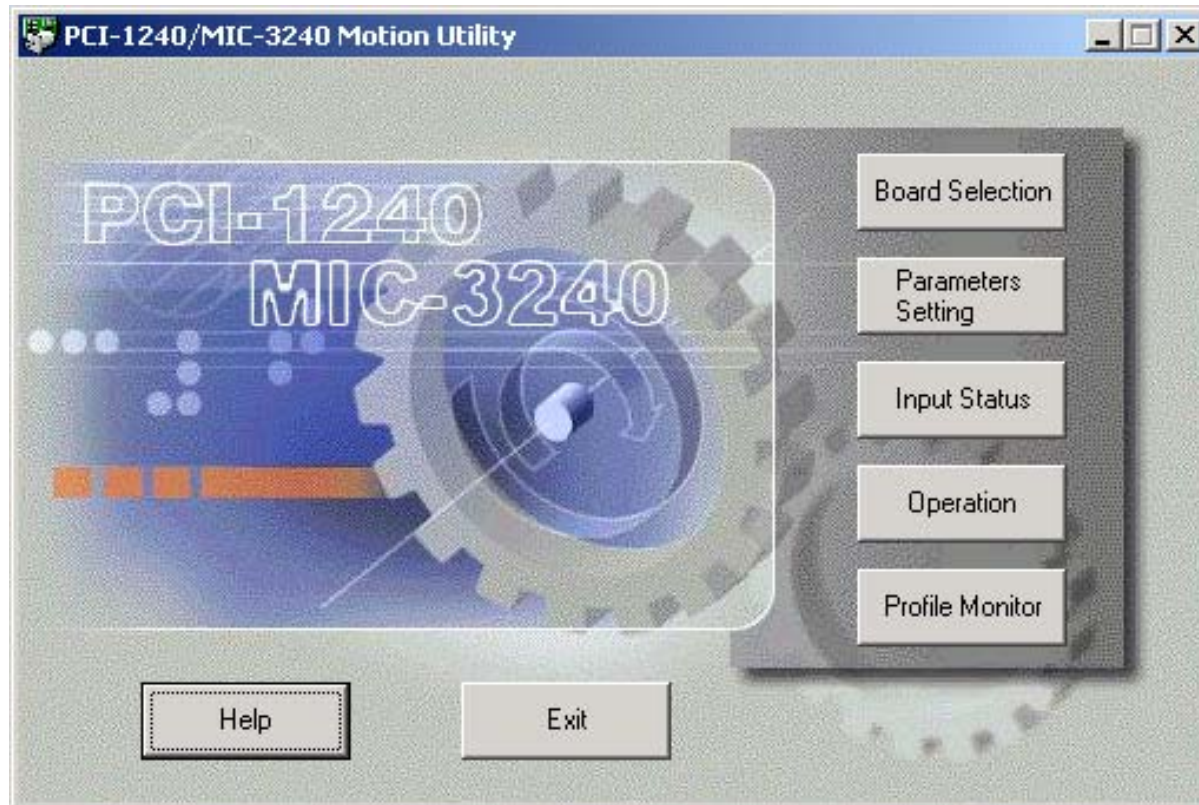 PCI-1240/MIC-3240 Motion Utility
PCI-1240
MIC-3240
Board Selection
Parameters
Setting
Input Status
Operation
Profile Monitor
Help
Exit